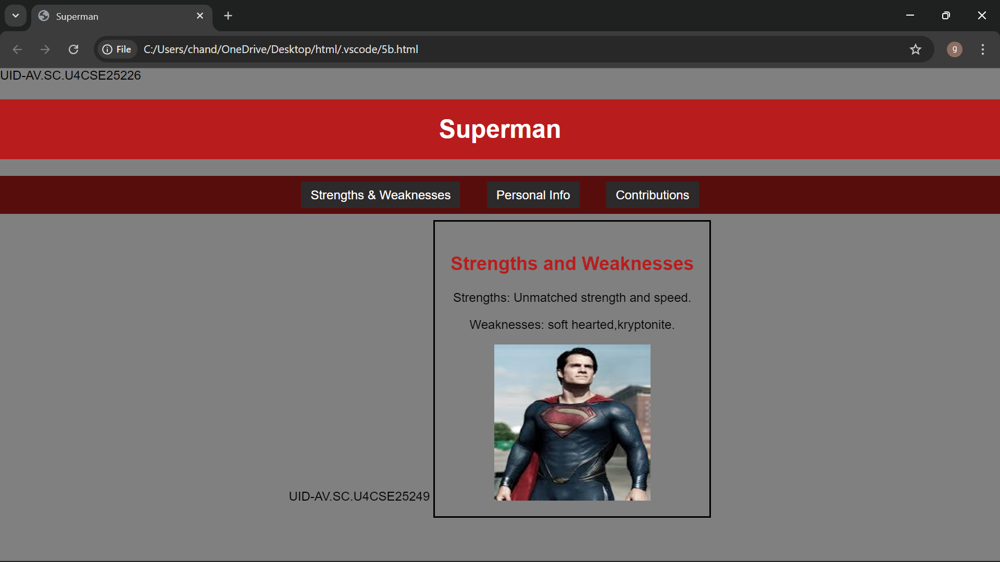 Superman
File C:/Users/chand/OneDrive/Desktop/html/.vscode/5b.html
g
UID-AV.SC.U4CSE25226
Superman
Strengths & Weaknesses Personal Info Contributions
Strengths and Weaknesses
Strengths: Unmatched strength and speed.
Weaknesses: soft hearted,kryptonite.
UID-AV.SC.U4CSE25249